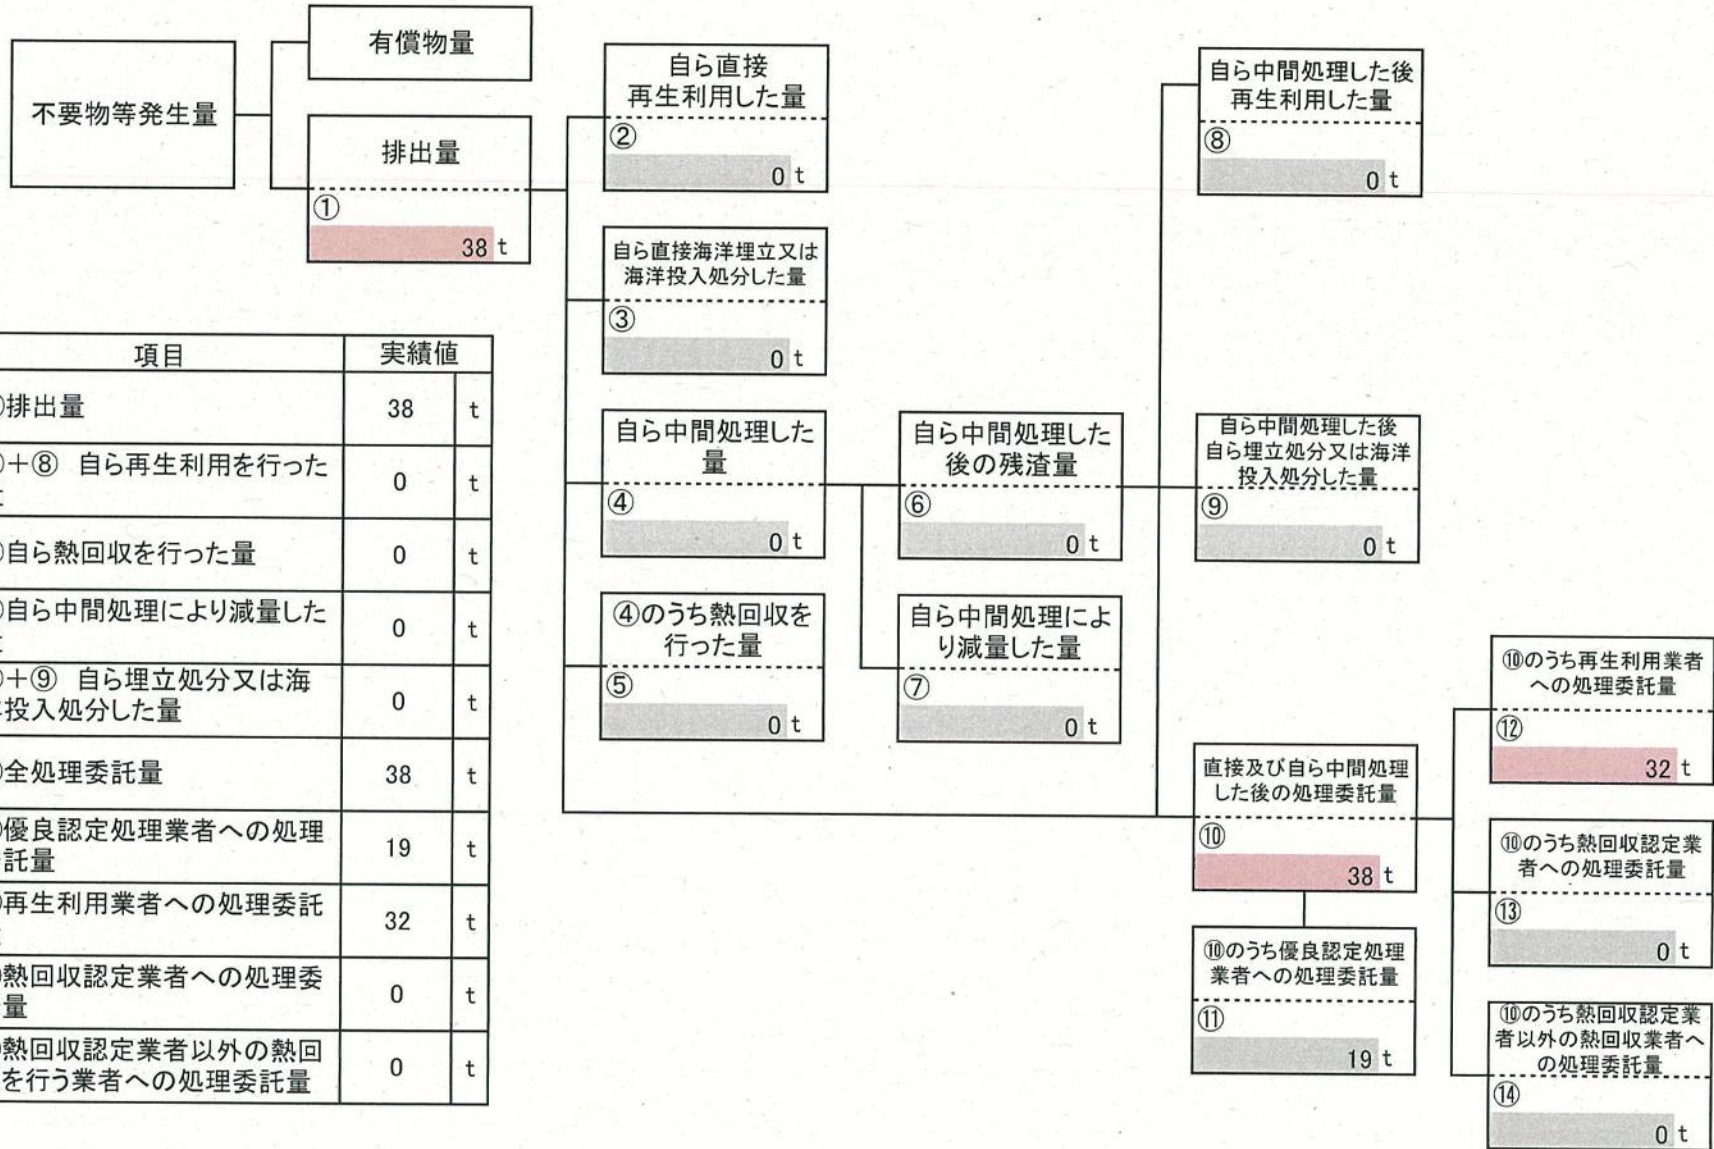 不要物等発生量
有償物量
排出量
①
38 t
自ら直接
再生利用した量
②
0 t
自ら直接海洋埋立又は
海洋投入処分した量
③
0 t
自ら中間処理した
量
④
0 t
④のうち熱回収を
行った量
⑤
0 t
自ら中間処理した
後の残渣量
⑥
0 t
自ら中間処理によ
り減量した量
⑦
0 t
自ら中間処理した後
再生利用した量
⑧
0 t
自ら中間処理した後
自ら埋立処分又は海洋
投入処分した量
⑨
0 t
直接及び自ら中間処理
した後の処理委託量
⑩
38 t
⑩のうち優良認定処理
業者への処理委託量
⑪
19 t
⑩のうち再生利用業者
への処理委託量
⑫
32 t
⑩のうち熱回収認定業
者への処理委託量
⑬
0 t
⑩のうち熱回収認定業
者以外の熱回収業者へ
の処理委託量
⑭
0 t
項目 実績値
排出量 38 t
+⑧ 自ら再生利用を行った 0 t
自ら熱回収を行った量 0 t
自ら中間処理により減量した 0 t
+⑨ 自ら埋立処分又は海
投入処分した量 0 t
全処理委託量 38 t
優良認定処理業者への処理
託量 19 t
再生利用業者への処理委託 32 t
熱回収認定業者への処理委
量 0 t
熱回収認定業者以外の熱回
を行う業者への処理委託量 0 t